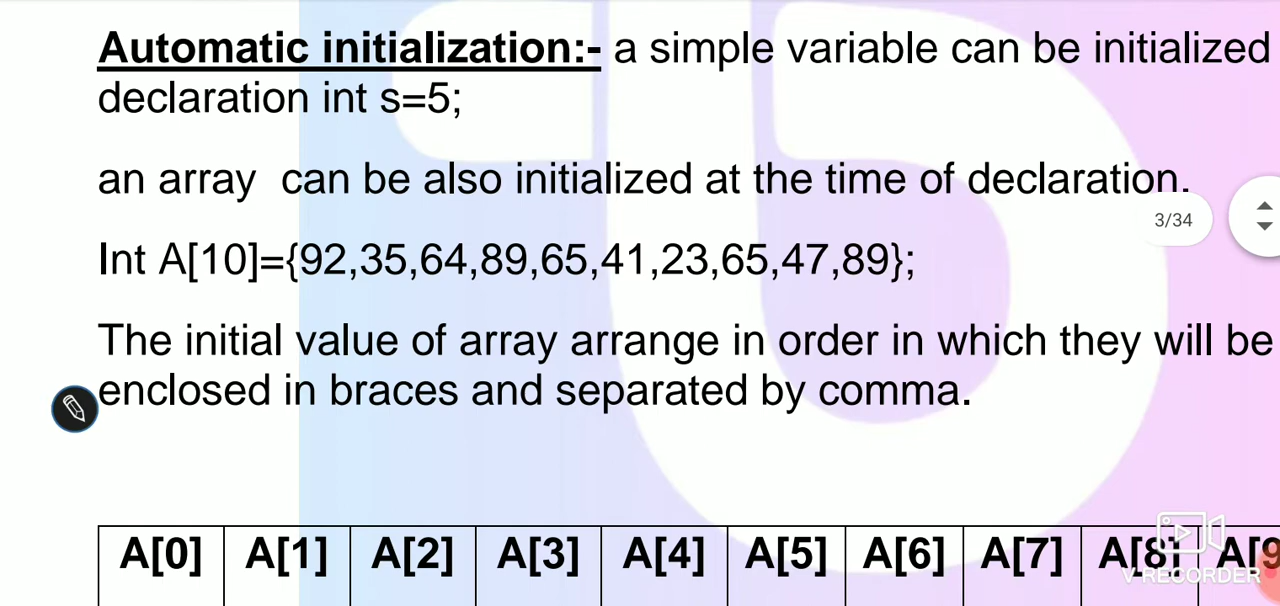 Automatic initialization:- a simple variable can be initialized
declaration int s=5;
an array can be also initialized at the time of declaration.
3/34
Int A[10]={92,35,64,89,65,41,23,65,47,89};
The initial value of array arrange in order in which they will be
enclosed in braces and separated by comma.
A[0] A[1] A[2] A[3] A[4] A[5] A[6] A[7] A[8] A[9
V RECORDER